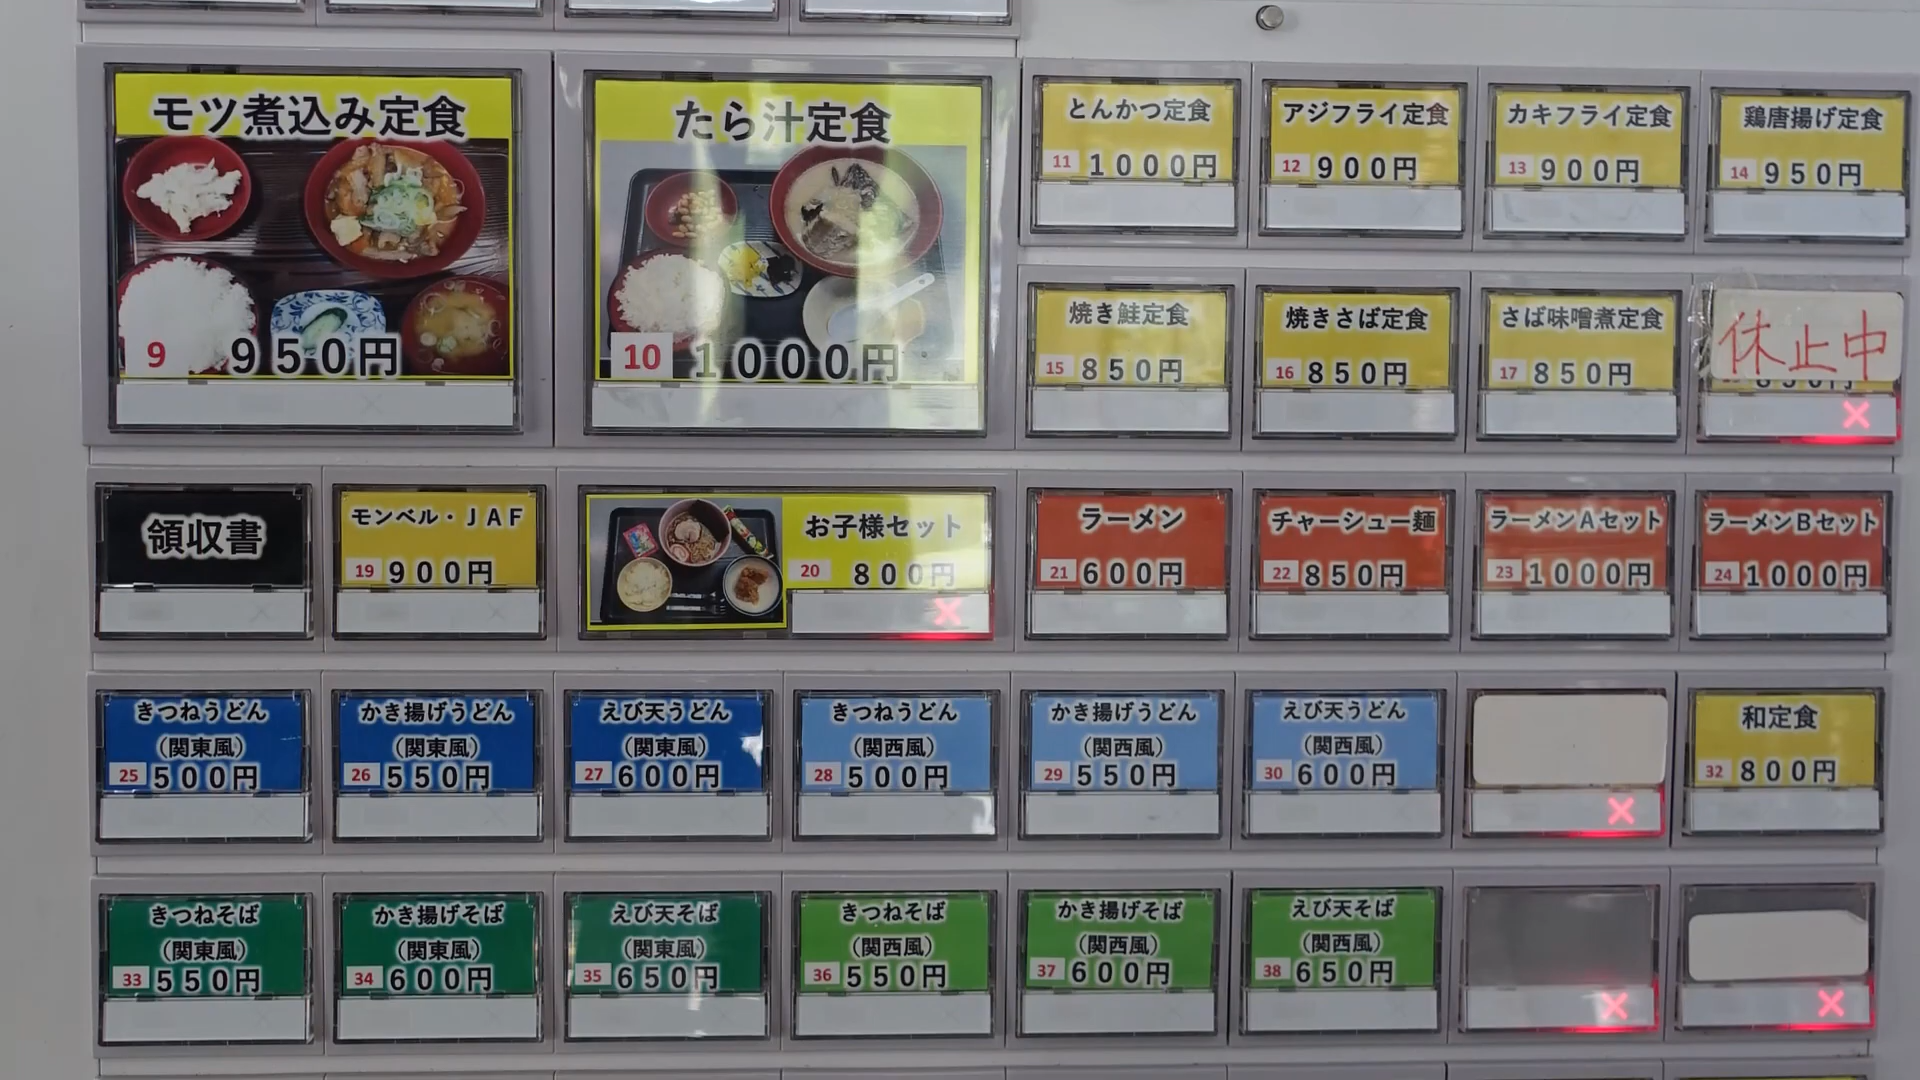 モツ煮込み定食
9 950円
たら汁定食
10 1000円
とんかつ定食
11 1000円
アジフライ定食
12 900円
カキフライ定食
13 900円
鶏唐揚げ定食
14 950円
焼き鮭定食
15 850円
焼きさば定食
16 850円
さば味噌煮定食
17 850円
休止中
850円
×
領収書
モンベル・JAF
19 900円
お子様セット
20 800円
×
ラーメン
21 600円
チャーシュー麺
22 850円
ラーメンAセット
23 1000円
ラーメンBセット
24 1000円
きつねうどん
（関東風）
25 500円
かき揚げうどん
（関東風）
26 550円
えび天うどん
（関東風）
27 600円
きつねうどん
（関西風）
28 500円
かき揚げうどん
（関西風）
29 550円
えび天うどん
（関西風）
30 600円
×
和定食
32 800円
きつねそば
（関東風）
33 550円
かき揚げそば
（関東風）
34 600円
えび天そば
（関東風）
35 650円
きつねそば
（関西風）
36 550円
かき揚げそば
（関西風）
37 600円
えび天そば
（関西風）
38 650円
×
×